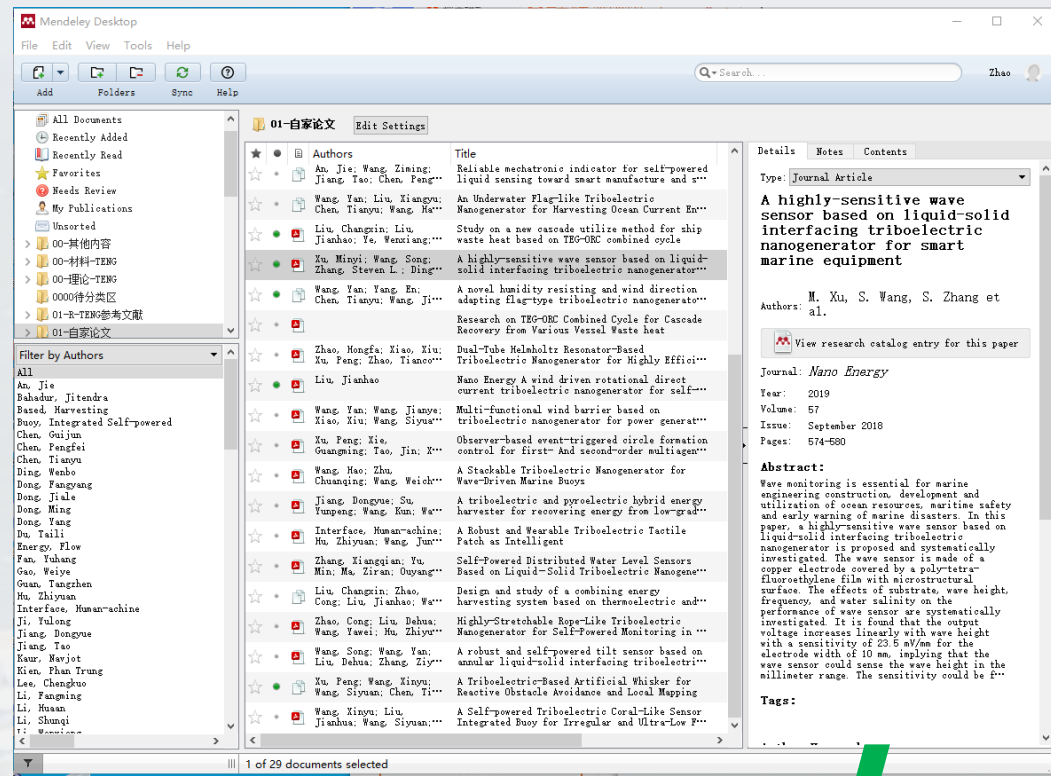 Mendeley Desktop
File Edit View Tools Help
Search...
Zhao
Add Folders Sync Help
All Documents
Recently Added
Recently Read
Favorites
Needs Review
My Publications
Unsorted
00-其他内容
00-材料-TENG
00-理论-TENG
0000待分类区
01-R-TENG参考文献
01-自家论文
Filter by Authors
All
An, Jie
Bahadur, Jitendra
Based, Harvesting
Buoy, Integrated Self-powered
Chen, Guijun
Chen, Pengfei
Chen, Tianyu
Ding, Wenbo
Dong, Fangyang
Dong, Jiale
Dong, Ming
Dong, Yang
Du, Taili
Energy, Flow
Fan, Yuhang
Gao, Weiye
Guan, Tangzhen
Hu, Zhiyuan
Interface, Human-achine
Ji, Yulong
Jiang, Dongyue
Jiang, Tao
Kaur, Navjot
Kien, Phan Trung
Lee, Chengkuo
Li, Fangming
Li, Huaan
Li, Shunqi
01-自家论文 Edit Settings
Authors Title
An, Jie; Wang, Ziming; Reliable mechatronic indicator for self-powered
Jiang, Tao; Chen, Peng… liquid sensing toward smart manufacture and s…
Wang, Yan; Liu, Xiangyu; An Underwater Flag-like Triboelectric
Chen, Tianyu; Wang, Ha… Nanogenerator for Harvesting Ocean Current En…
Liu, Changxin; Liu, Study on a new cascade utilize method for ship
Jianhao; Ye, Wenxiang;… waste heat based on TEG-ORC combined cycle
Xu, Minyi; Wang, Song; A highly-sensitive wave sensor based on liquid-
Zhang, Steven L.; Ding… solid interfacing triboelectric nanogenerator…
Wang, Yan; Yang, En; A novel humidity resisting and wind direction
Chen, Tianyu; Wang, Ji… adapting flag-type triboelectric nanogenerato…
Research on TEG-ORC Combined Cycle for Cascade
Recovery from Various Vessel Waste heat
Zhao, Hongfa; Xiao, Xiu; Dual-Tube Helmholtz Resonator-Based
Xu, Peng; Zhao, Tianco… Triboelectric Nanogenerator for Highly Effici…
Liu, Jianhao Nano Energy A wind driven rotational direct
current triboelectric nanogenerator for self-…
Wang, Yan; Wang, Jianye; Multi-functional wind barrier based on
Xiao, Xiu; Wang, Siyua… triboelectric nanogenerator for power generat…
Xu, Peng; Xie, Observer-based event-triggered circle formation
Guangming; Tao, Jin; X… control for first- And second-order multiagen…
Wang, Hao; Zhu, A Stackable Triboelectric Nanogenerator for
Chuanqing; Wang, Weich… Wave-Driven Marine Buoys
Jiang, Dongyue; Su, A triboelectric and pyroelectric hybrid energy
Yunpeng; Wang, Kun; Wa… harvester for recovering energy from low-grad…
Interface, Human-achine; A Robust and Wearable Triboelectric Tactile
Hu, Zhiyuan; Wang, Jun… Patch as Intelligent
Zhang, Xiangqian; Yu, Self-Powered Distributed Water Level Sensors
Min; Ma, Ziran; Ouyang… Based on Liquid-Solid Triboelectric Nanogene…
Liu, Changxin; Zhao, Design and study of a combining energy
Cong; Liu, Jianhao; Wa… harvesting system based on thermoelectric and…
Zhao, Cong; Liu, Dehua; Highly-Stretchable Rope-Like Triboelectric
Wang, Yawei; Hu, Zhiyu… Nanogenerator for Self-Powered Monitoring in …
Wang, Song; Wang, Yan; A robust and self-powered tilt sensor based on
Liu, Dehua; Zhang, Ziy… annular liquid-solid interfacing triboelectri…
Xu, Peng; Wang, Xinyu; A Triboelectric-Based Artificial Whisker for
Wang, Siyuan; Chen, Ti… Reactive Obstacle Avoidance and Local Mapping
Wang, Xinyu; Liu, A Self-powered Triboelectric Coral-Like Sensor
Jianhua; Wang, Siyuan;… Integrated Buoy for Irregular and Ultra-Low F…
Details Notes Contents
Type: Journal Article
A highly-sensitive wave
sensor based on liquid-solid
interfacing triboelectric
nanogenerator for smart
marine equipment
Authors: M. Xu, S. Wang, S. Zhang et
al.
View research catalog entry for this paper
Journal: Nano Energy
Year: 2019
Volume: 57
Issue: September 2018
Pages: 574-580
Abstract:
Wave monitoring is essential for marine
engineering construction, development and
utilization of ocean resources, maritime safety
and early warning of marine disasters. In this
paper, a highly-sensitive wave sensor based on
liquid-solid interfacing triboelectric
nanogenerator is proposed and systematically
investigated. The wave sensor is made of a
copper electrode covered by a poly-tetra-
fluoroethylene film with microstructural
surface. The effects of substrate, wave height,
frequency, and water salinity on the
performance of wave sensor are systematically
investigated. It is found that the output
voltage increases linearly with wave height
with a sensitivity of 23.5 mV/mm for the
electrode width of 10 mm, implying that the
wave sensor could sense the wave height in the
millimeter range. The sensitivity could be f…
Tags:
1 of 29 documents selected